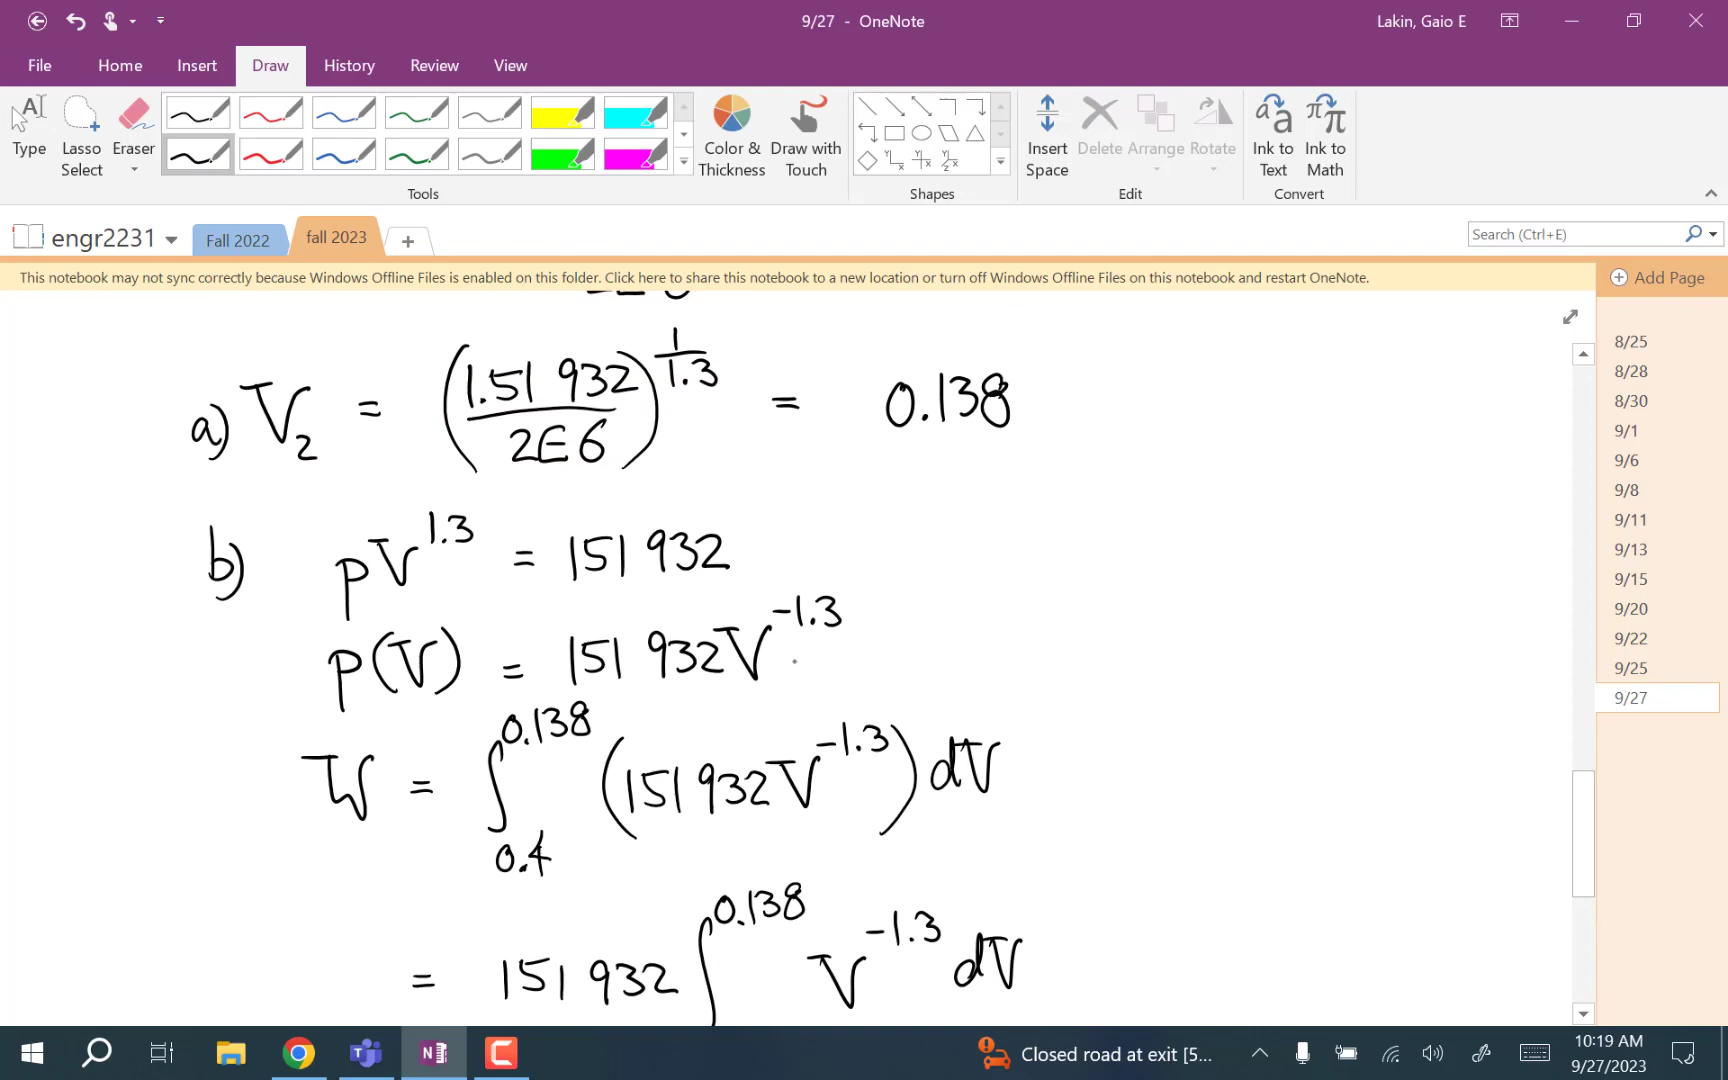 9/27 - OneNote
Lakin, Gaio E
File Home Insert Draw History Review View
Type
Lasso Select
Eraser
Color & Thickness
Draw with Touch
Insert Space
Delete
Arrange
Rotate
Ink to Text
Ink to Math
Tools
Shapes
Edit
Convert
engr2231
Fall 2022
fall 2023
Search (Ctrl+E)
This notebook may not sync correctly because Windows Offline Files is enabled on this folder. Click here to share this notebook to a new location or turn off Windows Offline Files on this notebook and restart OneNote.
Add Page
8/25
8/28
8/30
9/1
9/6
9/8
9/11
9/13
9/15
9/20
9/22
9/25
9/27
a) V₂ = (1.51 932 / 2E6)^(1/1.3) = 0.138
b) pV^1.3 = 151 932
p(V) = 151 932V^-1.3
W = ∫_0.4^0.138 (151 932V^-1.3) dV
= 151 932 ∫^0.138 V^-1.3 dV
Closed road at exit [5...
10:19 AM
9/27/2023